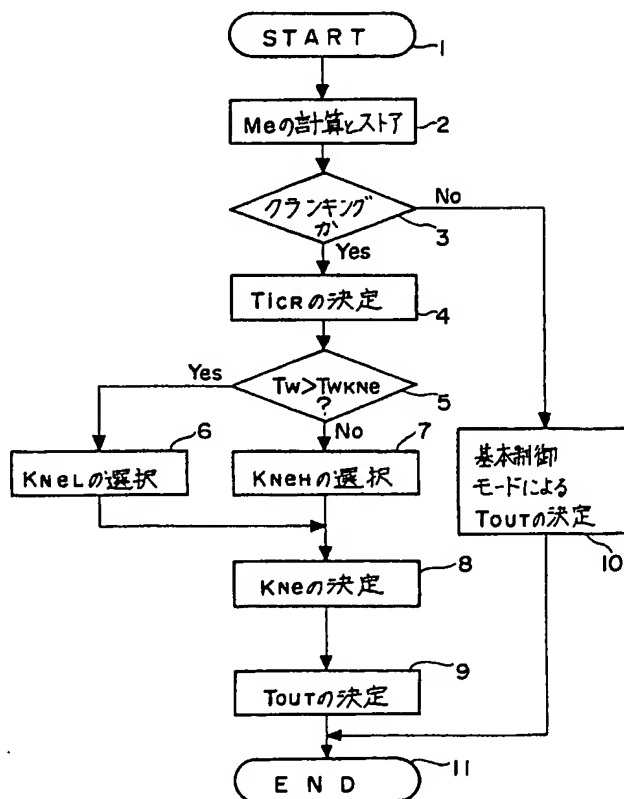 START
1
Meの計算とストア
2
クランキング
か
3
No
Yes
TiCRの決定
4
TW>TWKNe
?
5
Yes
No
6
KNeLの選択
7
KNeHの選択
基本制御
モードによる
TOUTの決定
10
KNeの決定
8
TOUTの決定
9
END
11